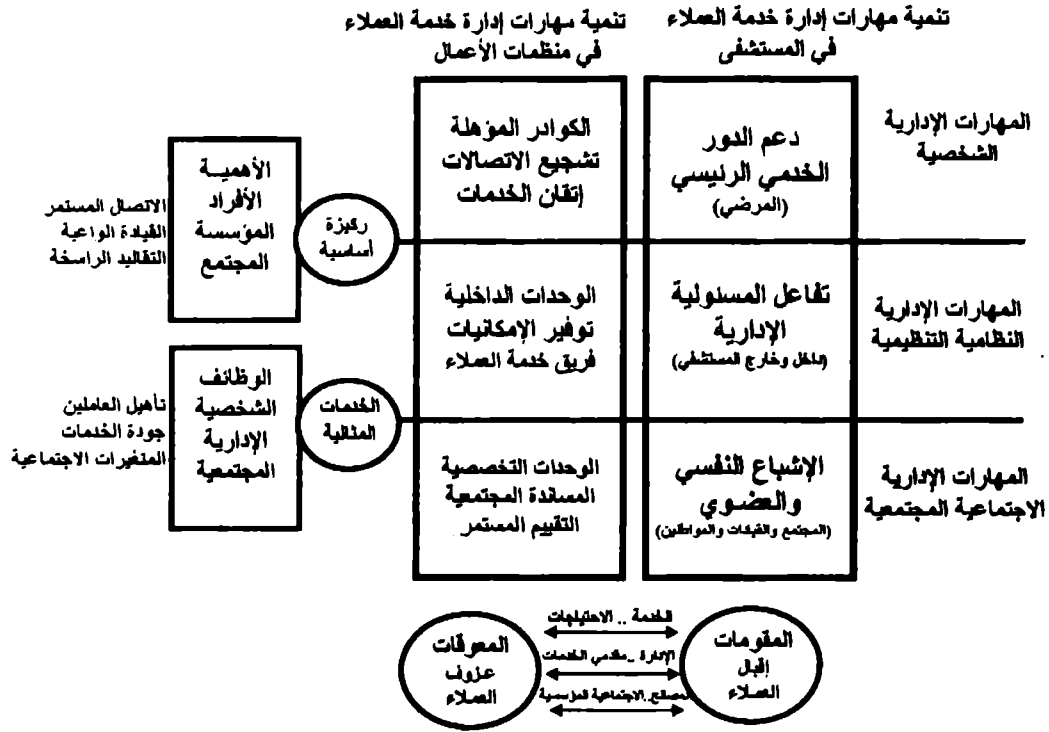 تنمية مهارات إدارة خدمة العملاء
في المستشفى
تنمية مهارات إدارة خدمة العملاء
في منظمات الأعمال
المهارات الإدارية
الشخصية
دعم الدور
الخدمي الرئيسي
(المرضي)
الكوادر المؤهلة
تشجيع الاتصالات
إتقان الخدمات
ركيزة
أساسية
الأهميـــة
الأفراد
المؤسسة
المجتمع
الاتصال المستمر
القيادة الواعية
التقاليد الراسخة
المهارات الإدارية
النظامية التنظيمية
تفاعل المسئولية
الإدارية
(داخل وخارج المستشفي)
الوحدات الداخلية
توفير الإمكانيات
فريق خدمة العملاء
الخدمات
المثالية
الوظائف
الشخصية
الإدارية
المجتمعية
تأهيل العاملين
جودة الخدمات
المتغيرات الاجتماعية
المهارات الإدارية
الاجتماعية المجتمعية
الإشباع النفسي
والعضوي
(المجتمع والقيادات والمواطنين)
الوحدات التخصصية
المساندة المجتمعية
التقييم المستمر
المقومات
إقبال
العملاء
الخدمة .. الاحتياجات
الإدارة .. مقدمي الخدمات
المصالح..الاجتماعية المؤسسية
المعوقات
عزوف
العملاء